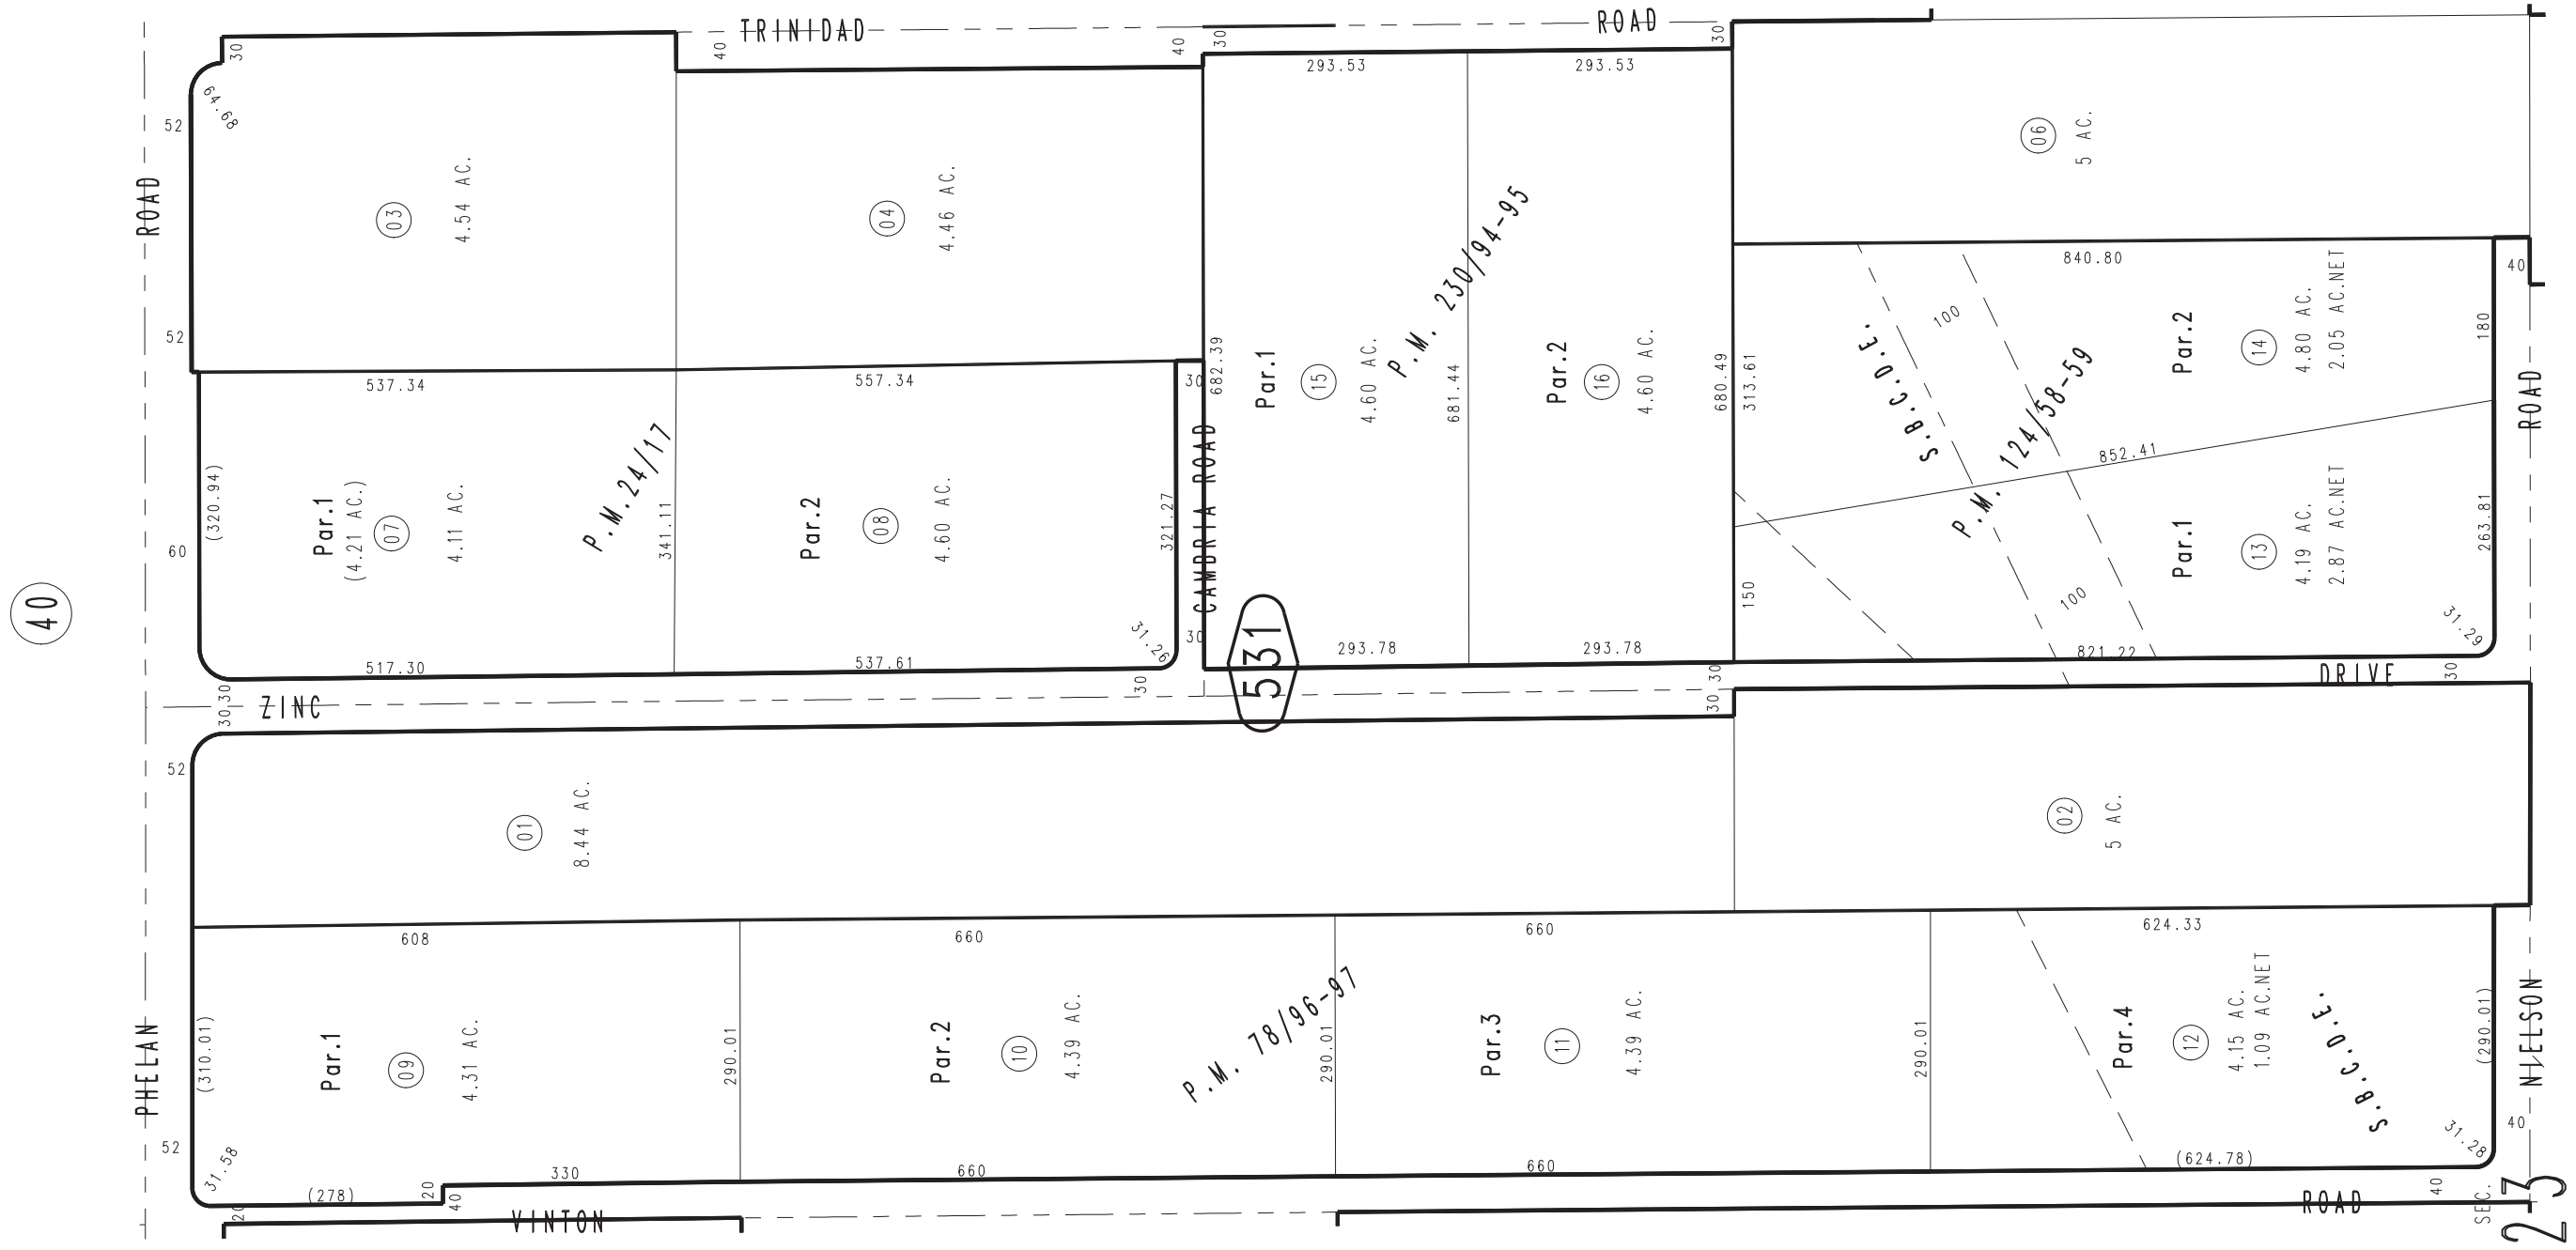 TRINIDAD ROAD
30
40
40
30
30
293.53
293.53
64.68
52
ROAD
52
03
4.54 AC.
04
4.46 AC.
06
5 AC.
P.M. 230/94-95
537.34
557.34
30
682.39
Par.1
15
4.60 AC.
681.44
Par.2
16
4.60 AC.
680.49
313.61
840.80
40
S.B.C.D.E.
100
P.M. 124/58-59
852.41
Par.2
14
4.80 AC.
2.05 AC.NET
180
ROAD
(320.94)
60
Par.1
(4.21 AC.)
07
4.11 AC.
P.M.24/17
341.11
Par.2
08
4.60 AC.
321.27
CAMBRIA ROAD
150
100
Par.1
13
4.19 AC.
2.87 AC.NET
263.81
31.29
40
517.30
537.61
31.26
30
531
293.78
293.78
821.22
30
30
30
30
30
30
ZINC
DRIVE
52
01
8.44 AC.
02
5 AC.
608
660
660
624.33
PHELAN
(310.01)
Par.1
09
4.31 AC.
290.01
Par.2
10
4.39 AC.
P.M. 78/96-97
290.01
Par.3
11
4.39 AC.
290.01
Par.4
12
4.15 AC.
1.09 AC.NET
S.B.C.D.E.
(290.01)
NIELSON
52
31.58
(278)
20
40
330
660
660
(624.78)
31.28
40
20
VINTON
ROAD
40
SEC.
23